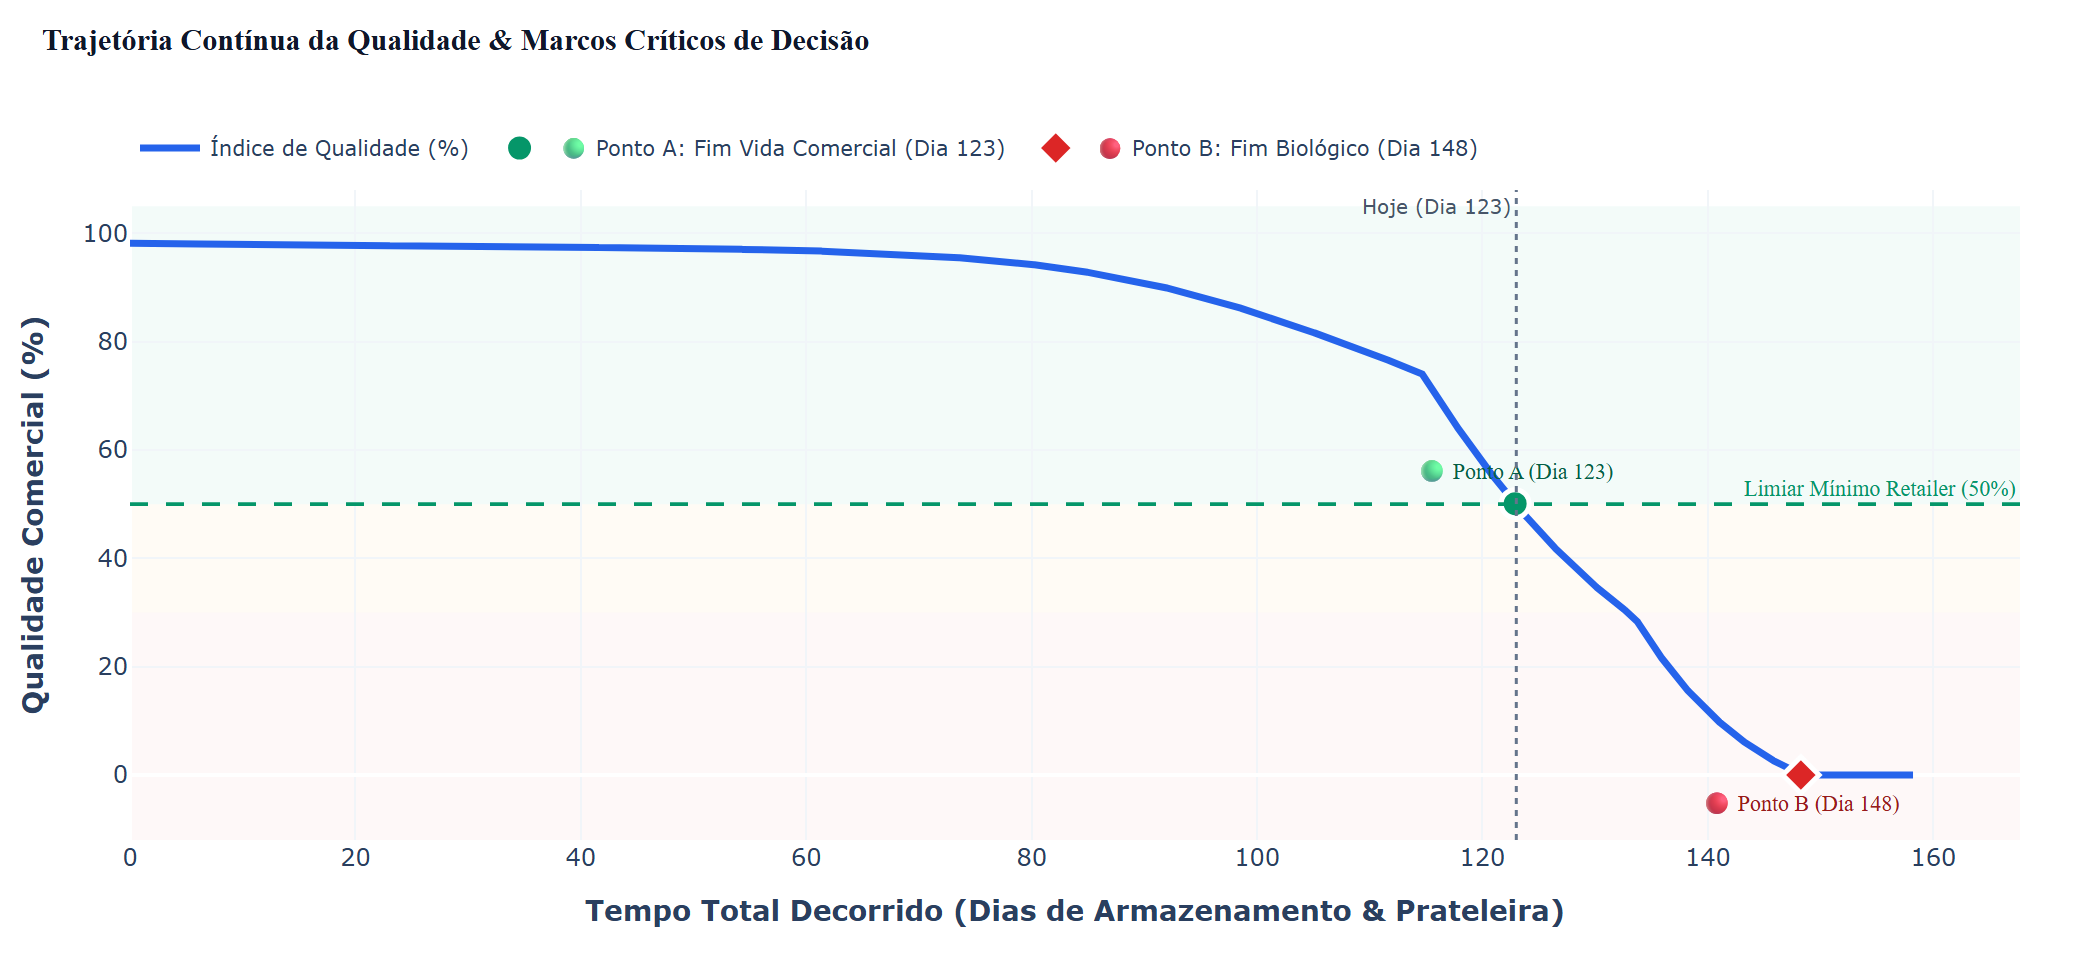 Trajetória Contínua da Qualidade & Marcos Críticos de Decisão
Índice de Qualidade (%)
Ponto A: Fim Vida Comercial (Dia 123)
Ponto B: Fim Biológico (Dia 148)
Hoje (Dia 123)
Qualidade Comercial (%)
100
80
60
40
20
0
Ponto A (Dia 123)
Limiar Mínimo Retailer (50%)
Ponto B (Dia 148)
0
20
40
60
80
100
120
140
160
Tempo Total Decorrido (Dias de Armazenamento & Prateleira)